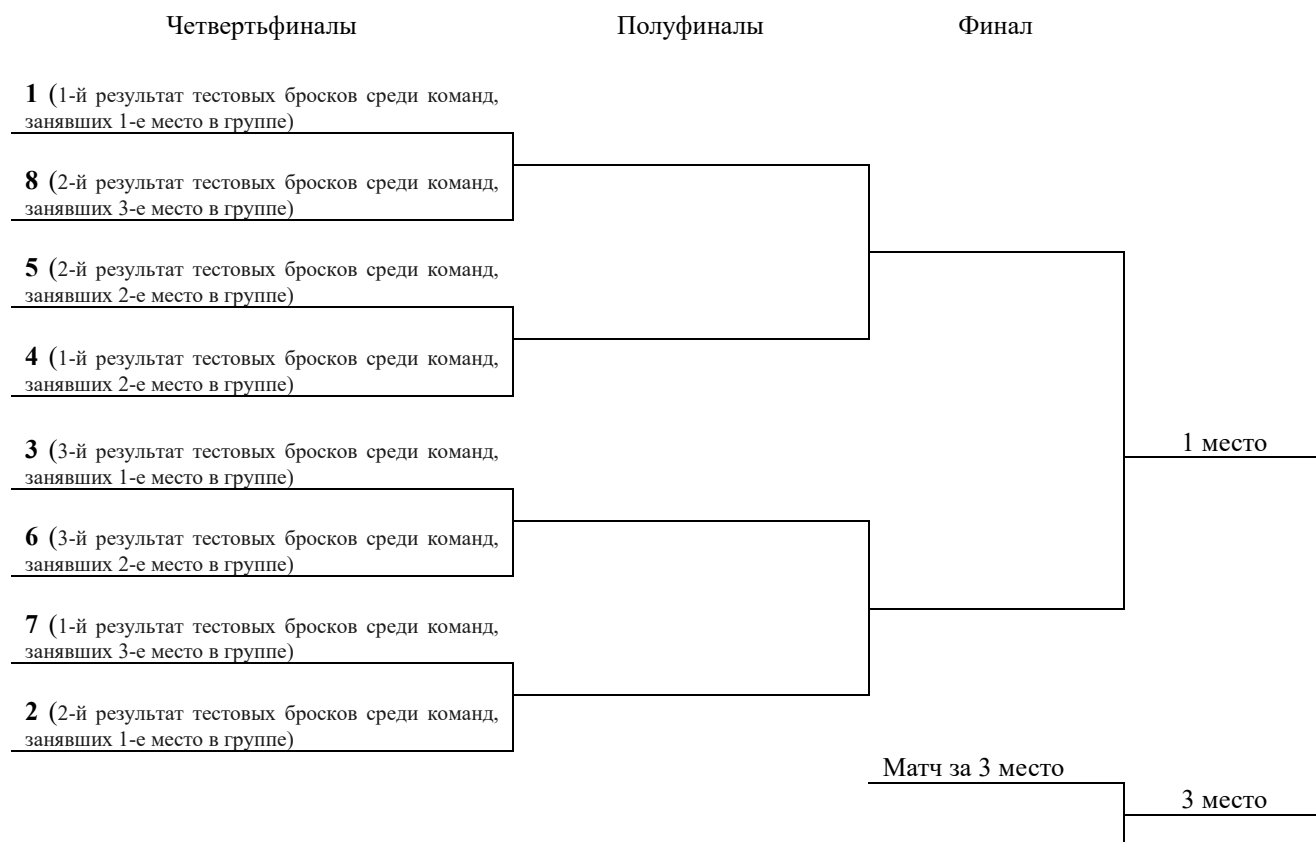 Четвертьфиналы Полуфиналы Финал
1 (1-й результат тестовых бросков среди команд,
занявших 1-е место в группе)
8 (2-й результат тестовых бросков среди команд,
занявших 3-е место в группе)
5 (2-й результат тестовых бросков среди команд,
занявших 2-е место в группе)
4 (1-й результат тестовых бросков среди команд,
занявших 2-е место в группе)
3 (3-й результат тестовых бросков среди команд,
занявших 1-е место в группе)
1 место
6 (3-й результат тестовых бросков среди команд,
занявших 2-е место в группе)
7 (1-й результат тестовых бросков среди команд,
занявших 3-е место в группе)
2 (2-й результат тестовых бросков среди команд,
занявших 1-е место в группе)
Матч за 3 место
3 место